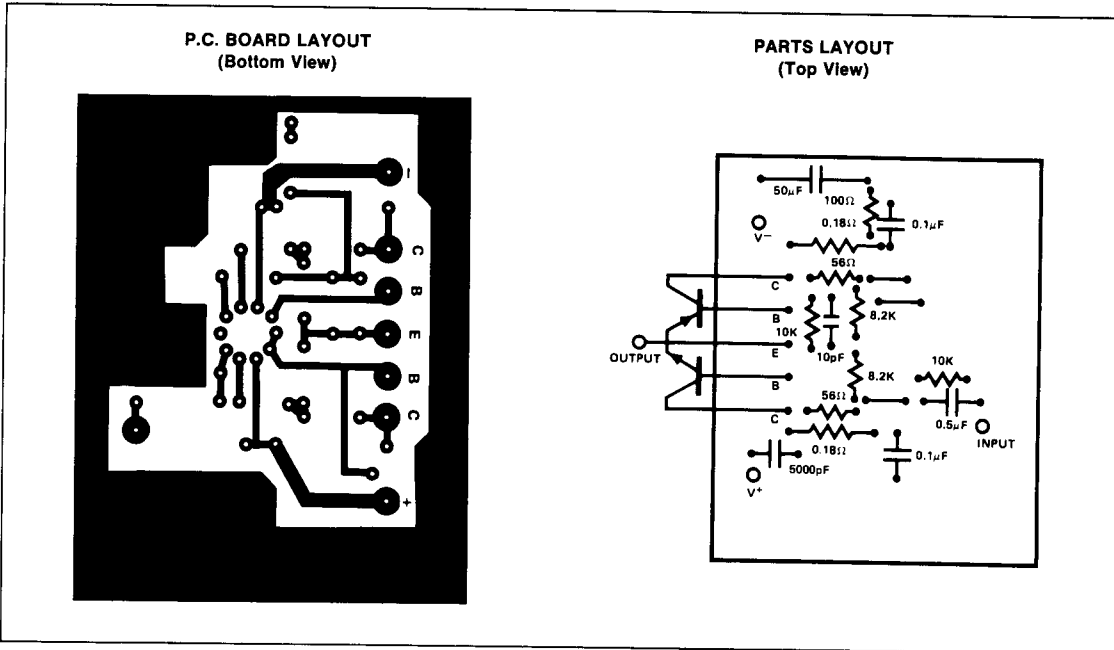 P.C. BOARD LAYOUT
(Bottom View)
−
C
B
E
B
C
+
PARTS LAYOUT
(Top View)
50µF
100Ω
0.18Ω
0.1µF
V−
56Ω
C
B
10K
10pF
8.2K
E
OUTPUT
B
8.2K
10K
56Ω
C
0.5µF
INPUT
0.18Ω
0.1µF
5000pF
V+